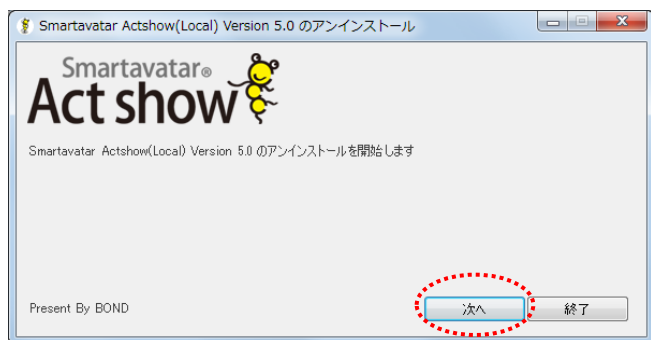 Smartavatar Actshow(Local) Version 5.0 のアンインストール
Smartavatar®
Act show
Smartavatar Actshow(Local) Version 5.0 のアンインストールを開始します
Present By BOND
次へ
終了